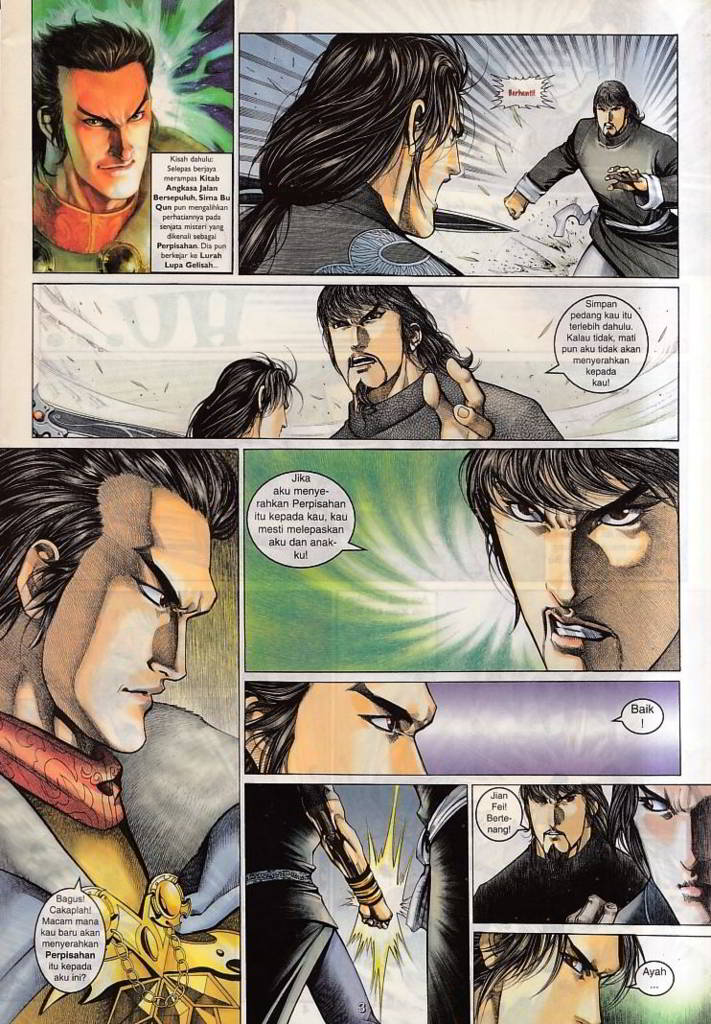 Kisah dahulu:
Selepas berjaya
merampas Kitab
Angkasa Jalan
Bersepuluh, Sirna Bu
Qun pun mengalihkan
perhatiannya pada
senjata misteri yang
dikenali sebagai
Perpisahan. Dia pun
berkejar ke Lurah
Lupa Gelisah...
Berhenti!
Simpan
pedang kau itu
terlebih dahulu.
Kalau tidak, mati
pun aku tidak akan
menyerahkan
kepada
kau!
Jika
aku menye-
rahkan Perpisahan
itu kepada kau, kau
mesti melepaskan
aku dan anak-
ku!
Baik
!
Bagus!
Cakaplah!
Macam mana
kau baru akan
menyerahkan
Perpisahan
itu kepada
aku ini?
Jian
Fei!
Berte-
nang!
Ayah
...
3